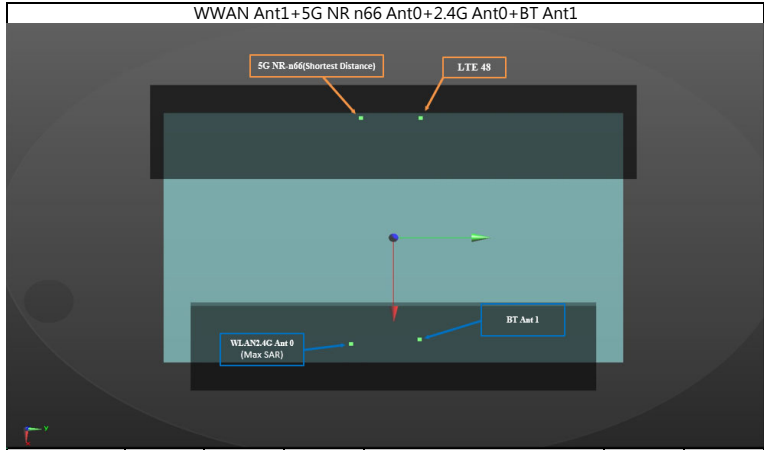 WWAN Ant1+5G NR n66 Ant0+2.4G Ant0+BT Ant1
5G NR-n66(Shortest Distance)
LTE 48
BT Ant 1
WLAN2.4G Ant 0
(Max SAR)
Y